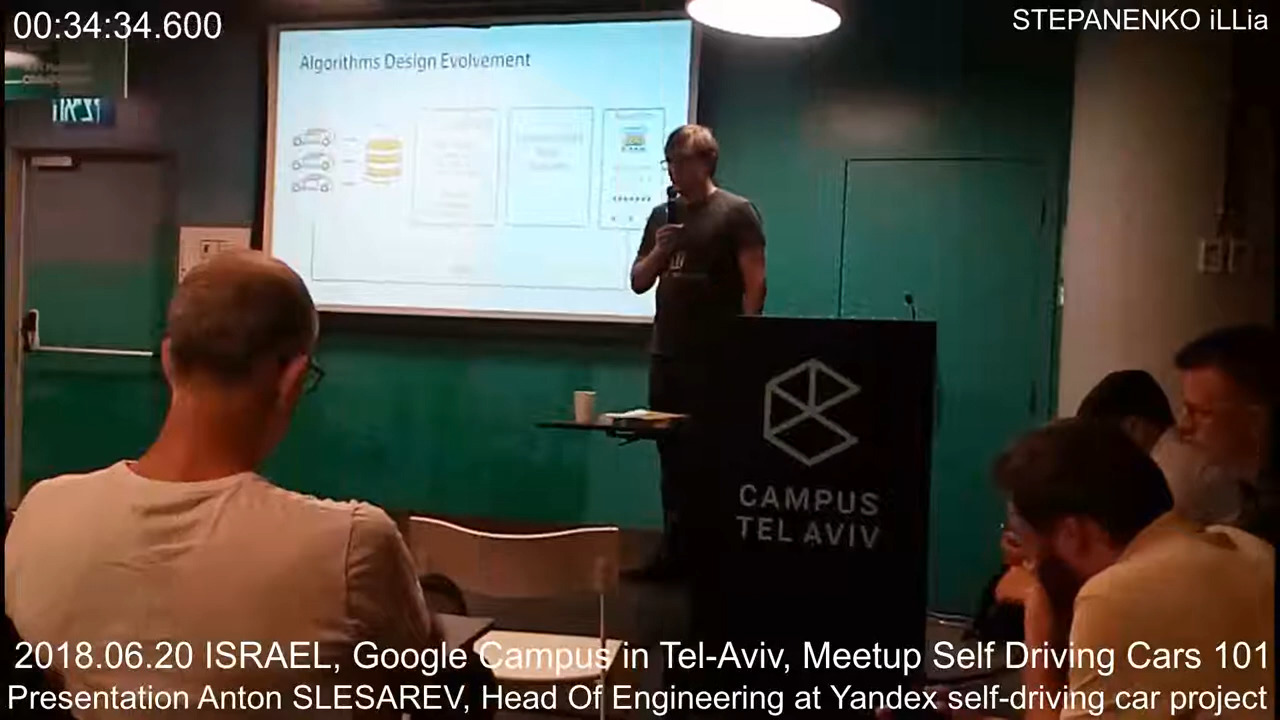 00:34:34.600
STEPANENKO iLLia
Algorithms Design Evolvement
יציאה
CAMPUS
TEL AVIV
2018.06.20 ISRAEL, Google Campus in Tel-Aviv, Meetup Self Driving Cars 101
Presentation Anton SLESAREV, Head Of Engineering at Yandex self-driving car project